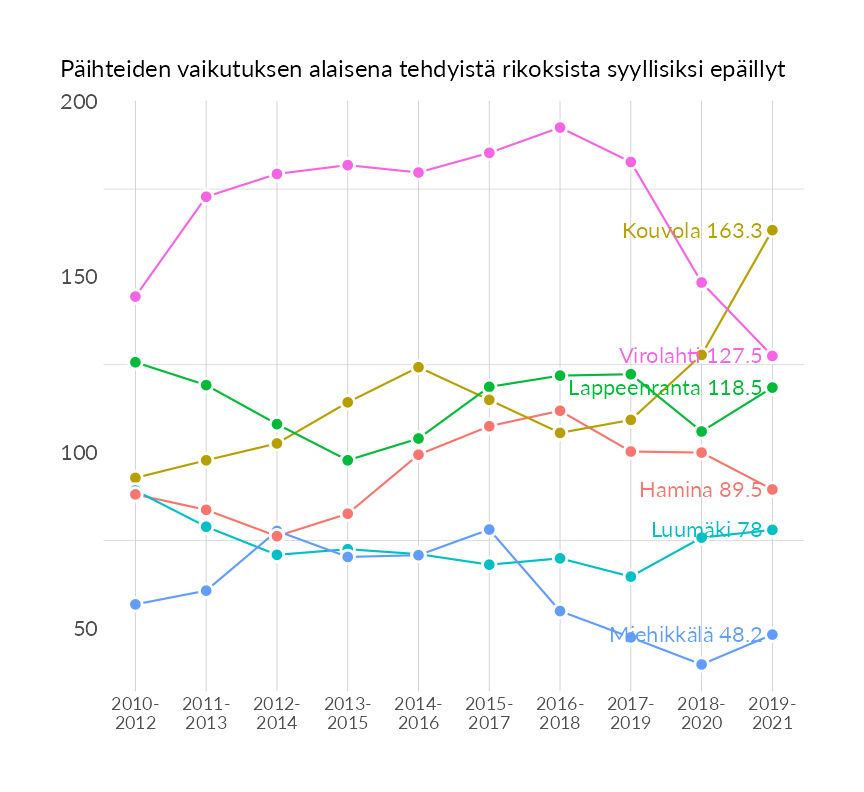 Päihteiden vaikutuksen alaisena tehdyistä rikoksista syyllisiksi epäillyt
200
150
100
50
Kouvola 163.3
Virolahti 127.5
Lappeenranta 118.5
Hamina 89.5
Luumäki 78
Miehikkälä 48.2
2010- 2011- 2012- 2013- 2014- 2015- 2016- 2017- 2018- 2019-
2012 2013 2014 2015 2016 2017 2018 2019 2020 2021